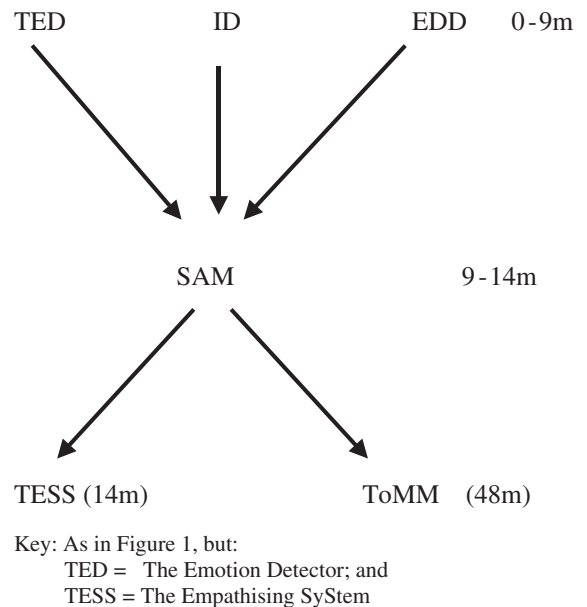 TED ID EDD 0-9m
SAM 9-14m
TESS (14m) ToMM (48m)
Key: As in Figure 1, but:
TED = The Emotion Detector; and
TESS = The Empathising SyStem